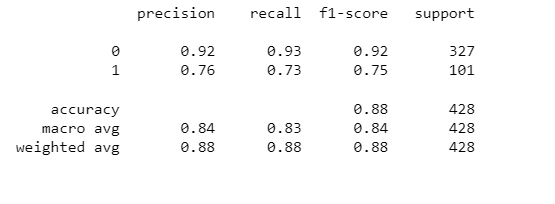 precision recall f1-score support
0 0.92 0.93 0.92 327
1 0.76 0.73 0.75 101
accuracy 0.88 428
macro avg 0.84 0.83 0.84 428
weighted avg 0.88 0.88 0.88 428